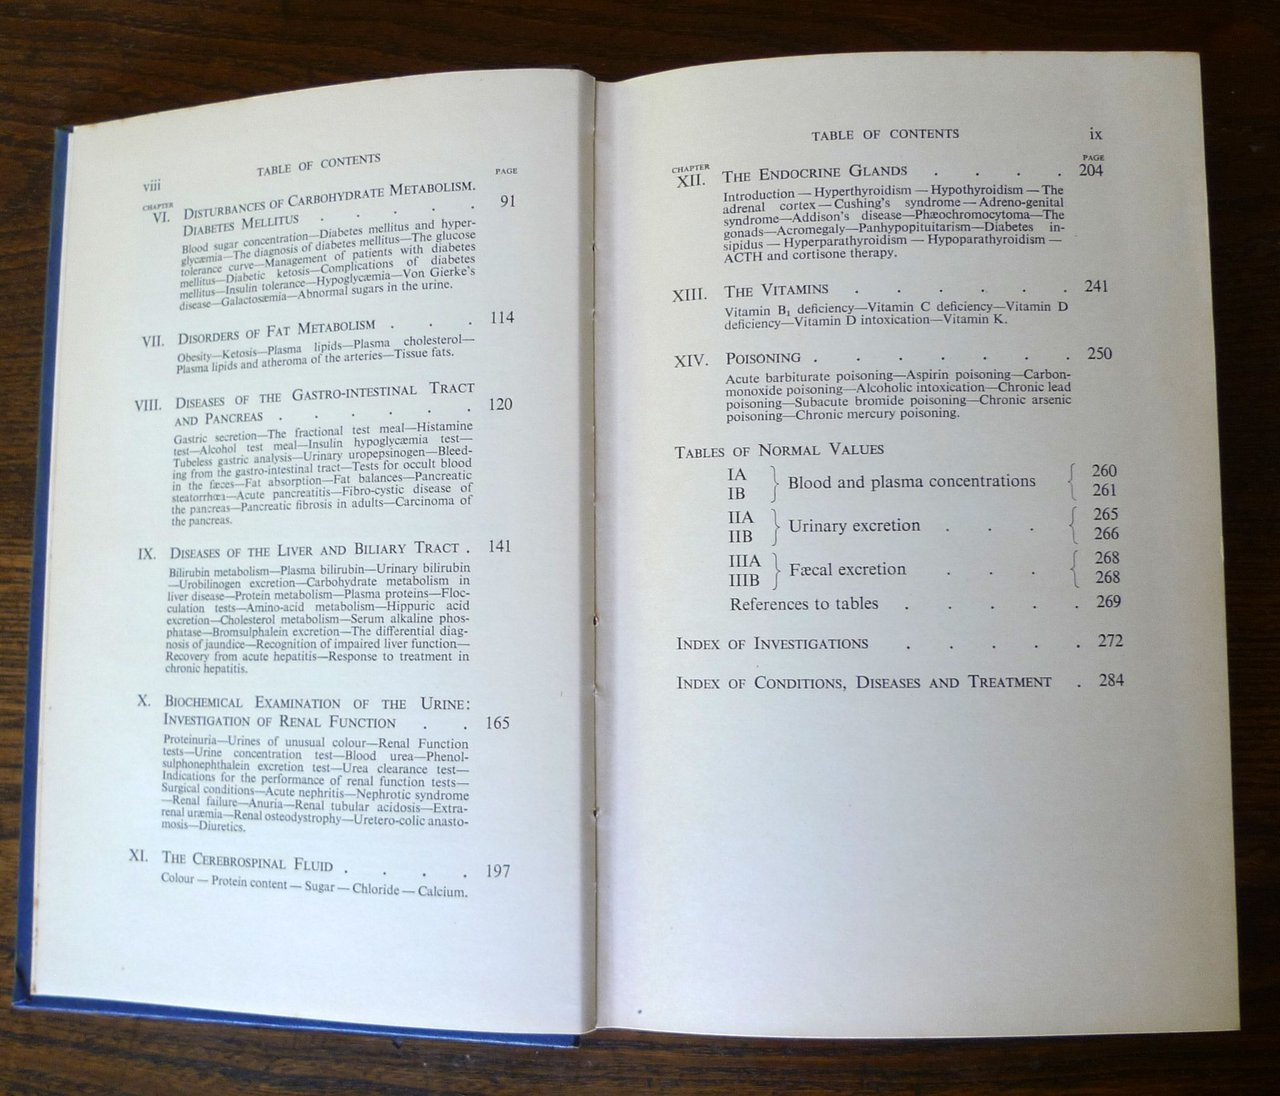 viii
TABLE OF CONTENTS
PAGE
CHAPTER
VI. DISTURBANCES OF CARBOHYDRATE METABOLISM.
DIABETES MELLITUS . . . . . 91
Blood sugar concentration—Diabetes mellitus and hyper-
glycæmia—The diagnosis of diabetes mellitus—The glucose
tolerance curve—Management of patients with diabetes
mellitus—Diabetic ketosis—Complications of diabetes
mellitus—Insulin tolerance—Hypoglycæmia—Von Gierke's
disease—Galactosæmia—Abnormal sugars in the urine.
VII. DISORDERS OF FAT METABOLISM . . . 114
Obesity—Ketosis—Plasma lipids—Plasma cholesterol—
Plasma lipids and atheroma of the arteries—Tissue fats.
VIII. DISEASES OF THE GASTRO-INTESTINAL TRACT
AND PANCREAS . . . . . . 120
Gastric secretion—The fractional test meal—Histamine
test—Alcohol test meal—Insulin hypoglycæmia test—
Tubeless gastric analysis—Urinary uropepsinogen—Bleed-
ing from the gastro-intestinal tract—Tests for occult blood
in the fæces—Fat absorption—Fat balances—Pancreatic
steatorrhœa—Acute pancreatitis—Fibro-cystic disease of
the pancreas—Pancreatic fibrosis in adults—Carcinoma of
the pancreas.
IX. DISEASES OF THE LIVER AND BILIARY TRACT . 141
Bilirubin metabolism—Plasma bilirubin—Urinary bilirubin
—Urobilinogen excretion—Carbohydrate metabolism in
liver disease—Protein metabolism—Plasma proteins—Floc-
culation tests—Amino-acid metabolism—Hippuric acid
excretion—Cholesterol metabolism—Serum alkaline phos-
phatase—Bromsulphalein excretion—The differential diag-
nosis of jaundice—Recognition of impaired liver function—
Recovery from acute hepatitis—Response to treatment in
chronic hepatitis.
X. BIOCHEMICAL EXAMINATION OF THE URINE:
INVESTIGATION OF RENAL FUNCTION . . 165
Proteinuria—Urines of unusual colour—Renal Function
tests—Urine concentration test—Blood urea—Phenol-
sulphonephthalein excretion test—Urea clearance test—
Indications for the performance of renal function tests—
Surgical conditions—Acute nephritis—Nephrotic syndrome
—Renal failure—Anuria—Renal tubular acidosis—Extra-
renal uræmia—Renal osteodystrophy—Uretero-colic anasto-
mosis—Diuretics.
XI. THE CEREBROSPINAL FLUID . . . . 197
Colour — Protein content — Sugar — Chloride — Calcium.
TABLE OF CONTENTS ix
CHAPTER PAGE
XII. THE ENDOCRINE GLANDS . . . . 204
Introduction — Hyperthyroidism — Hypothyroidism — The
adrenal cortex — Cushing's syndrome — Adreno-genital
syndrome—Addison's disease—Phæochromocytoma—The
gonads—Acromegaly—Panhypopituitarism—Diabetes in-
sipidus — Hyperparathyroidism — Hypoparathyroidism —
ACTH and cortisone therapy.
XIII. THE VITAMINS . . . . . . 241
Vitamin B₁ deficiency—Vitamin C deficiency—Vitamin D
deficiency—Vitamin D intoxication—Vitamin K.
XIV. POISONING . . . . . . . 250
Acute barbiturate poisoning—Aspirin poisoning—Carbon-
monoxide poisoning—Alcoholic intoxication—Chronic lead
poisoning—Subacute bromide poisoning—Chronic arsenic
poisoning—Chronic mercury poisoning.
TABLES OF NORMAL VALUES
IA 260
Blood and plasma concentrations
IB 261
IIA 265
Urinary excretion . . .
IIB 266
IIIA 268
Fæcal excretion . . .
IIIB 268
References to tables . . . . . 269
INDEX OF INVESTIGATIONS . . . . . 272
INDEX OF CONDITIONS, DISEASES AND TREATMENT . 284